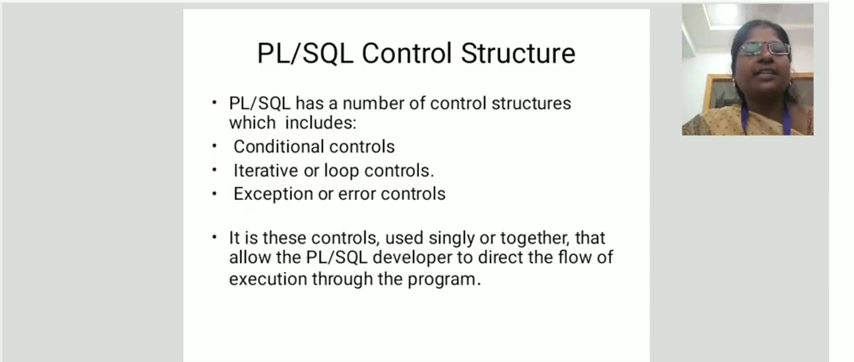 PL/SQL Control Structure
• PL/SQL has a number of control structures
which includes:
• Conditional controls
• Iterative or loop controls.
• Exception or error controls
• It is these controls, used singly or together, that
allow the PL/SQL developer to direct the flow of
execution through the program.